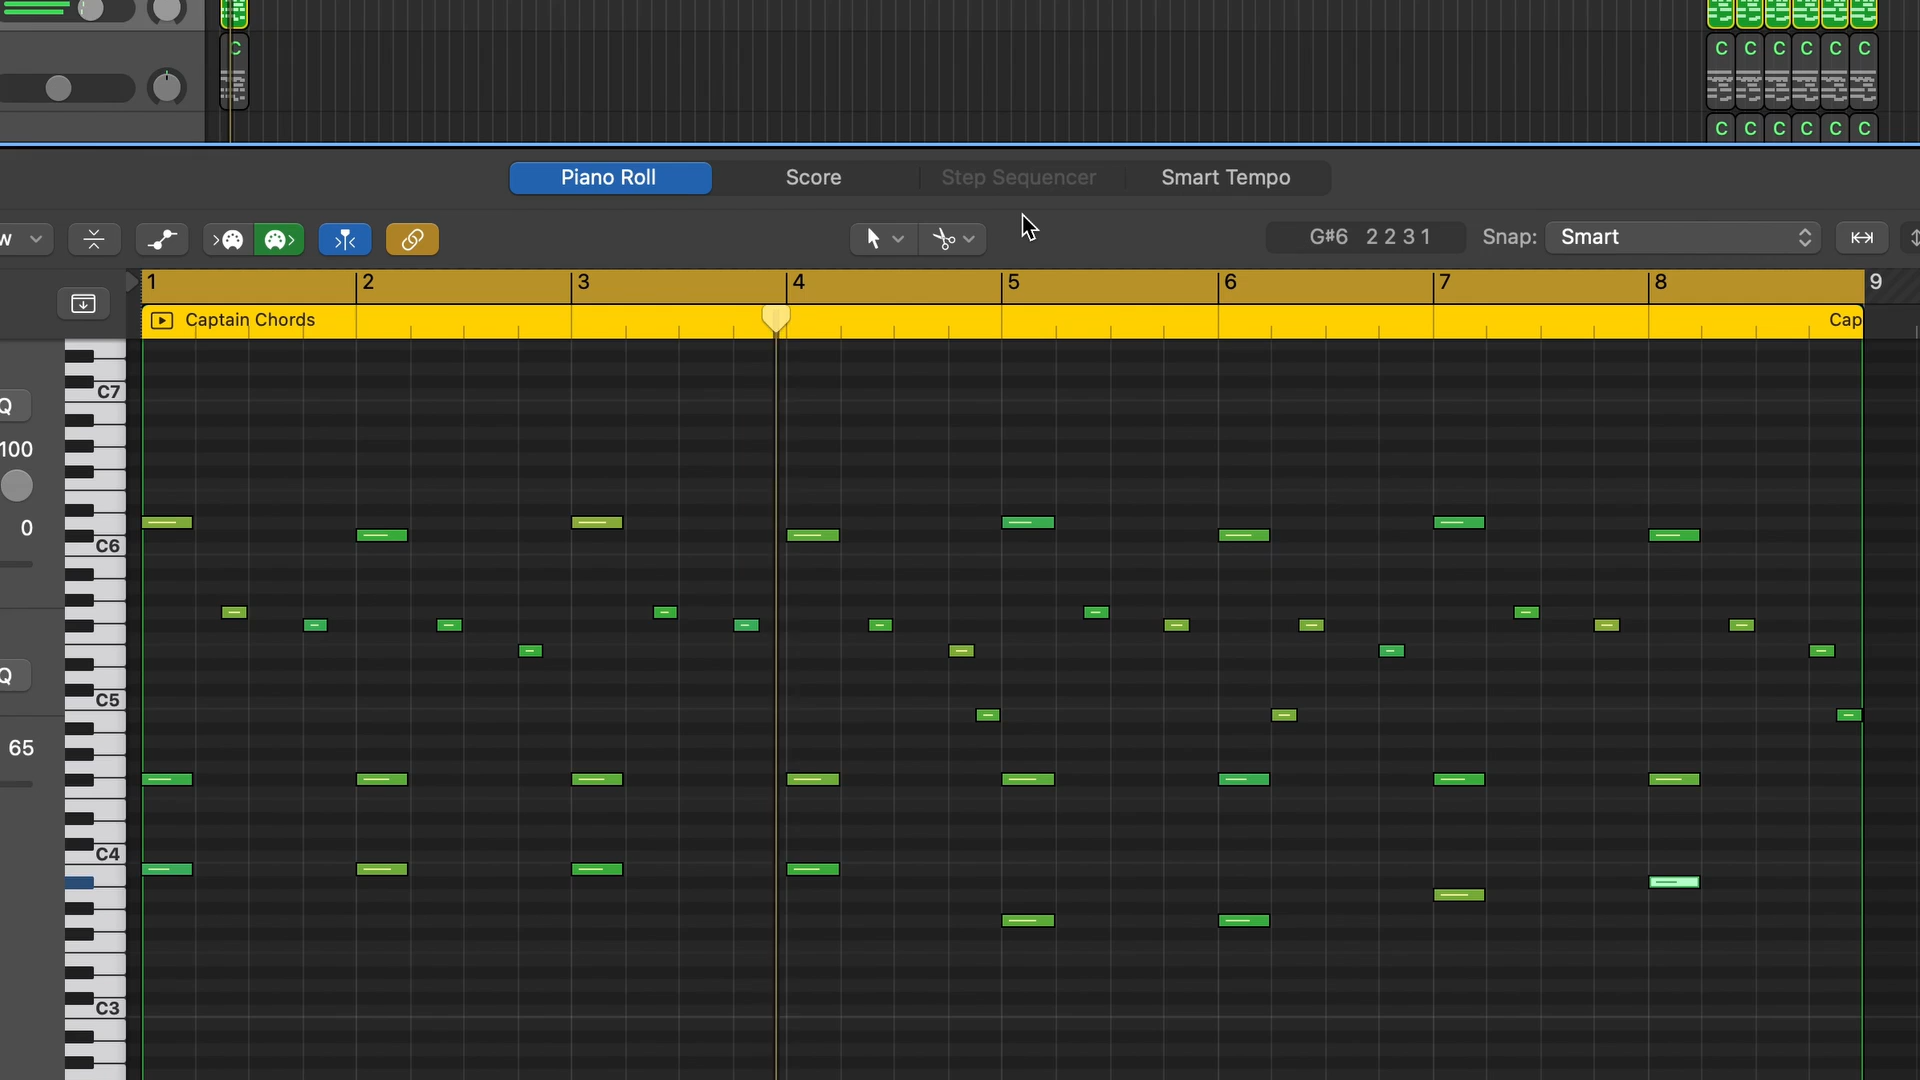 C
C C C C C C
C C C C C C
Piano Roll Score Step Sequencer Smart Tempo
w G#6 2 2 3 1 Snap: Smart
1 2 3 4 5 6 7 8 9
Captain Chords Cap
C7
Q
100
0
C6
Q
C5
65
C4
C3